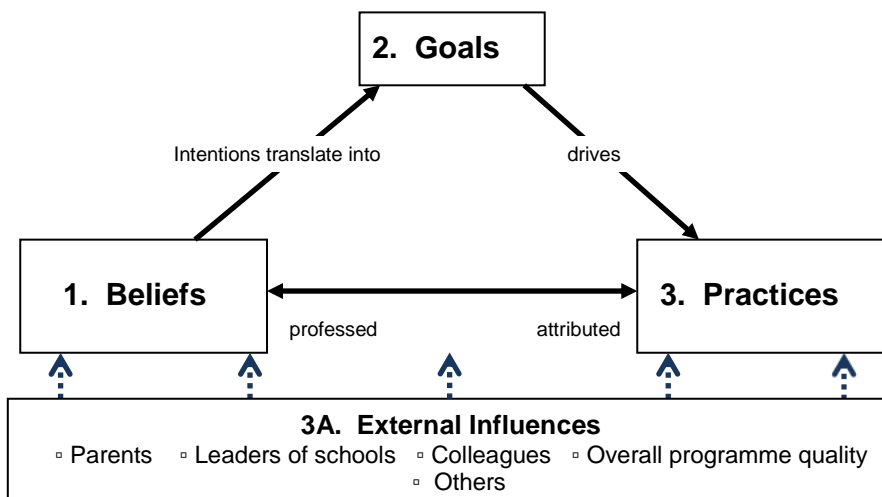 2. Goals
Intentions translate into
drives
1. Beliefs
3. Practices
professed
attributed
3A. External Influences
▫ Parents ▫ Leaders of schools ▫ Colleagues ▫ Overall programme quality
▫ Others